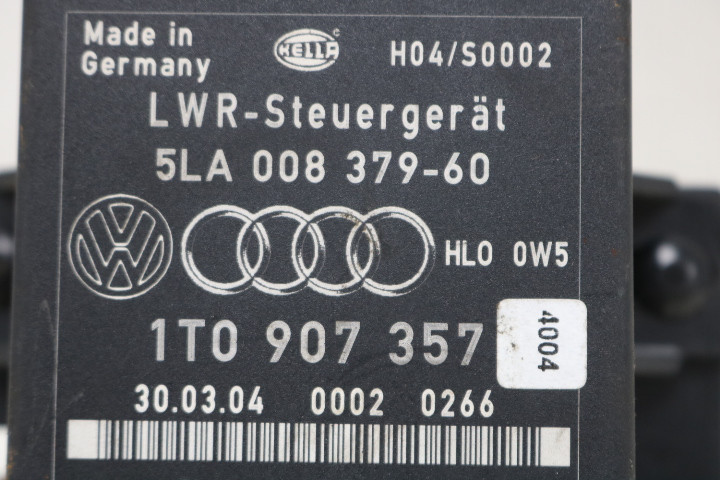 Made in
Germany
HELLA
H04/S0002
LWR-Steuergerät
5LA 008 379-60
HLO 0W5
1T0 907 357
4004
30.03.04 0002 0266